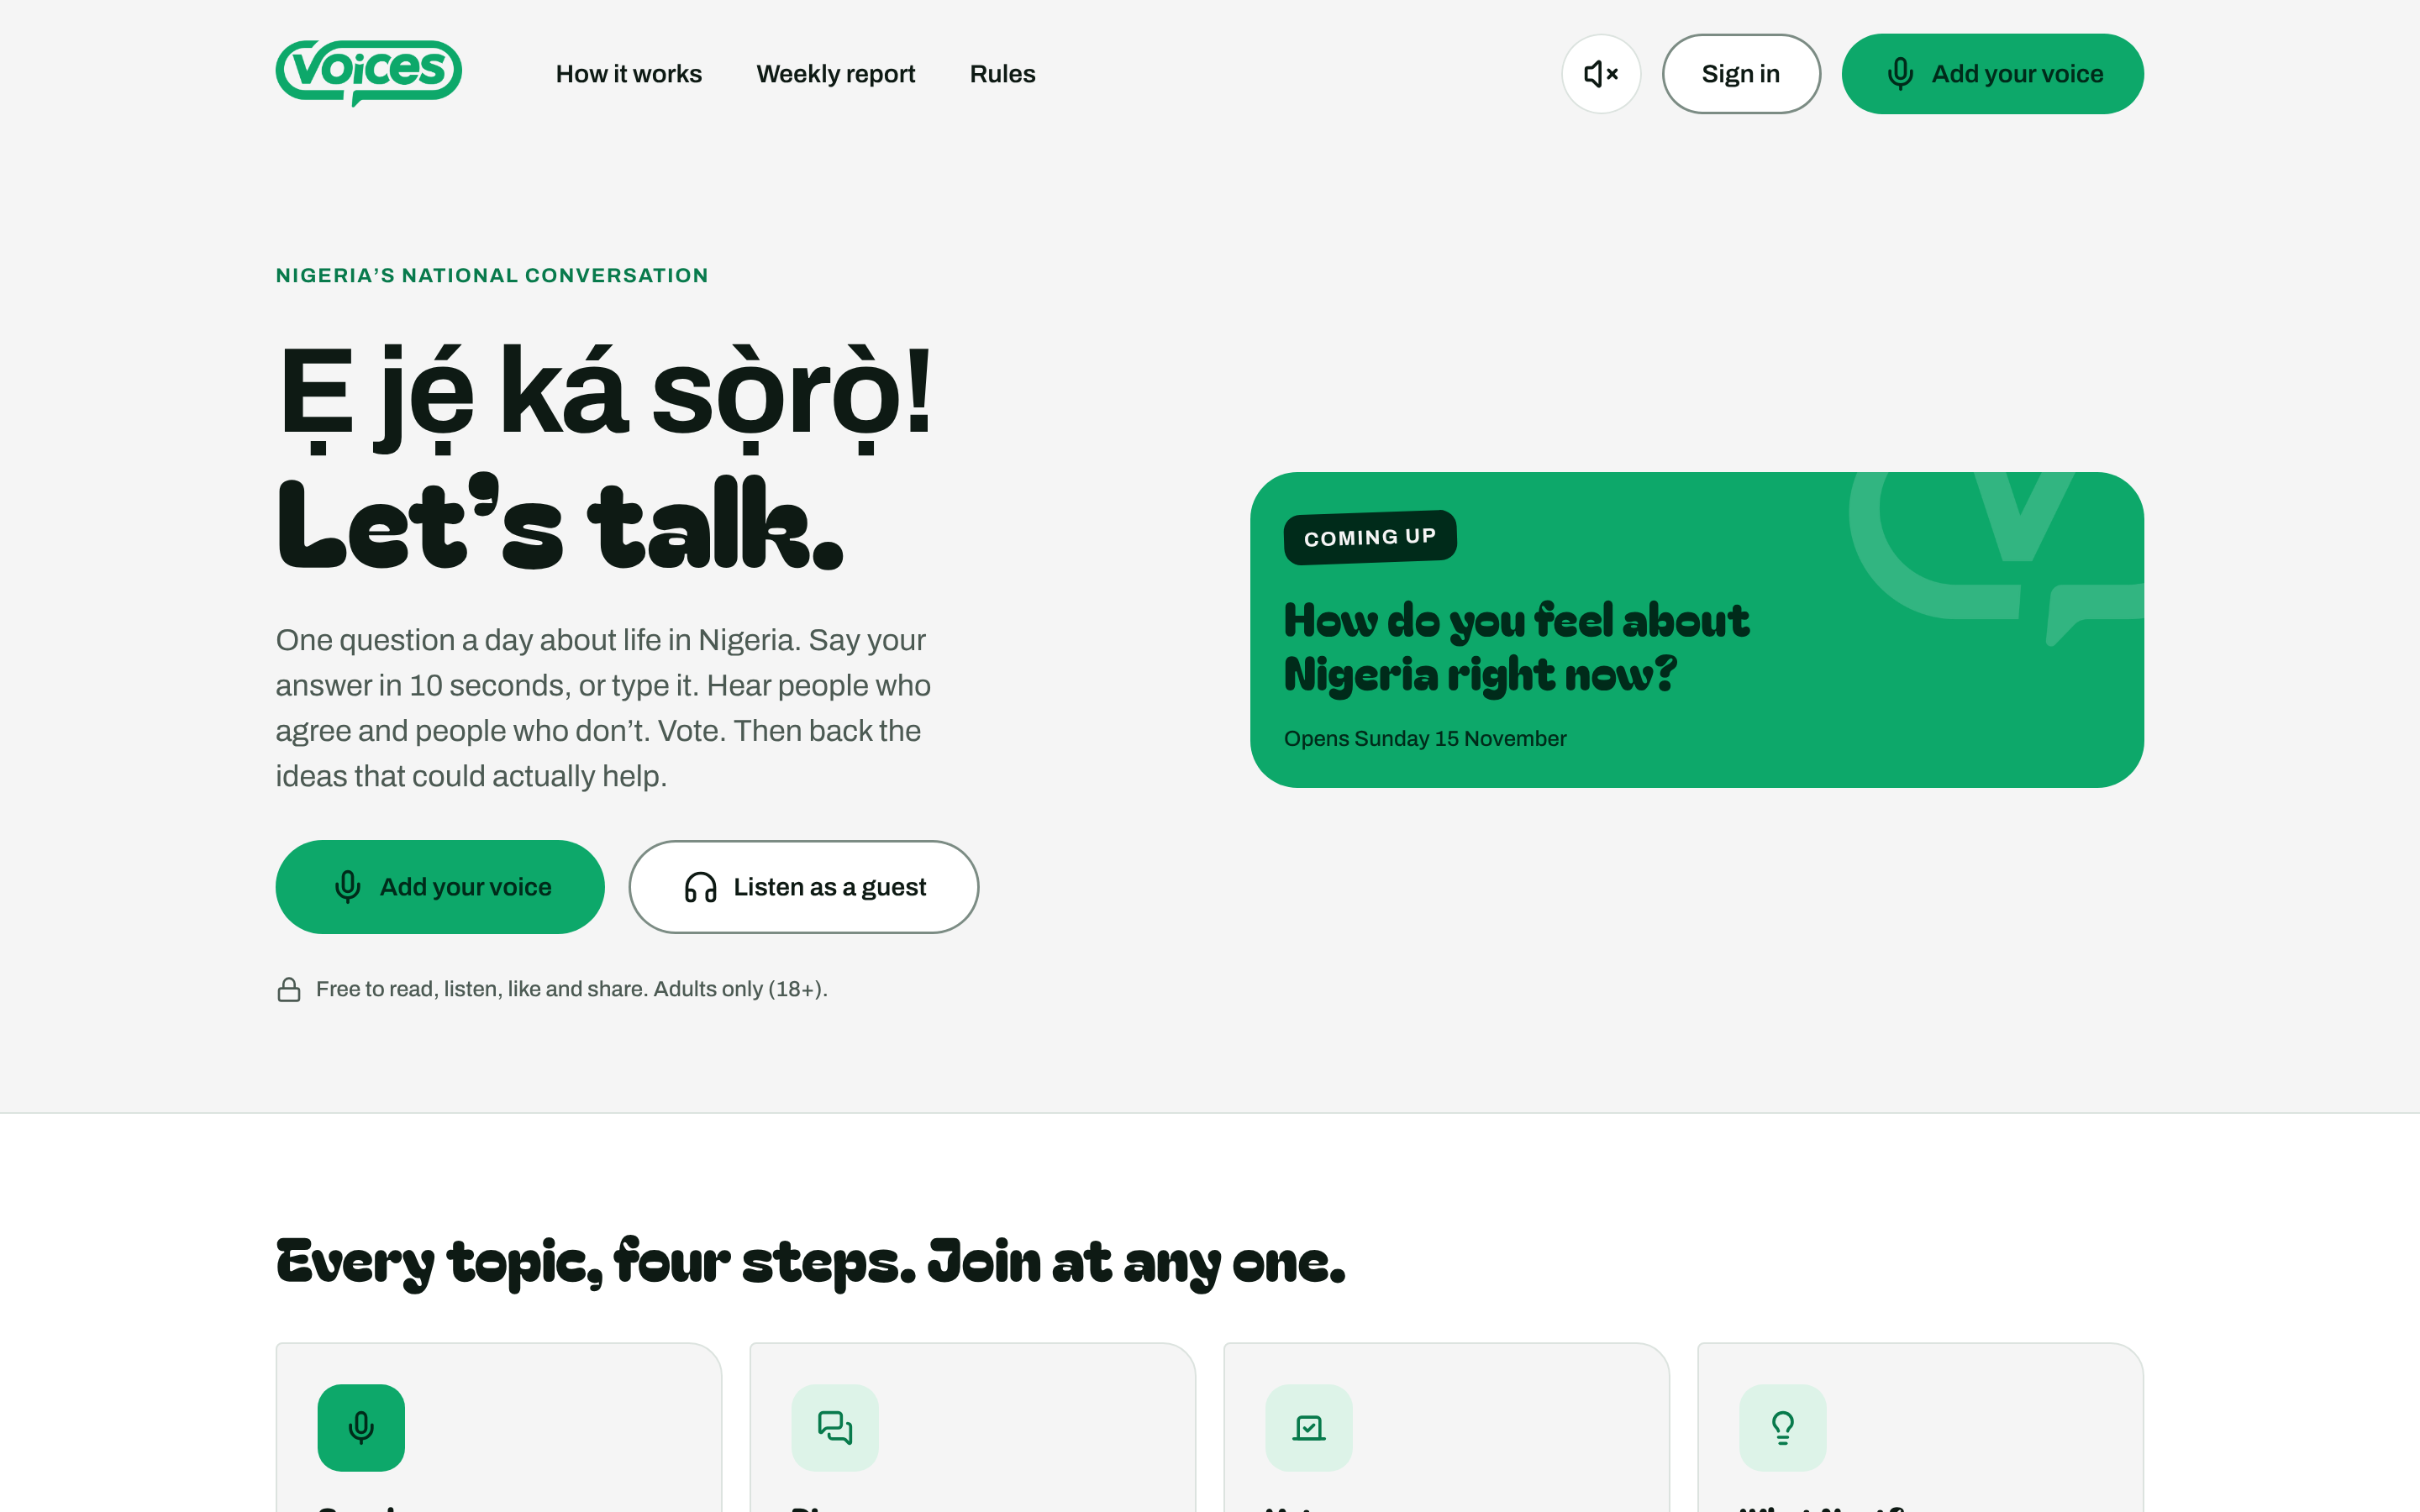 Voices
How it works
Weekly report
Rules
Sign in
Add your voice
NIGERIA’S NATIONAL CONVERSATION
Ẹ jẹ́ ká sọ̀rọ̀!
Let’s talk.
One question a day about life in Nigeria. Say your
answer in 10 seconds, or type it. Hear people who
agree and people who don’t. Vote. Then back the
ideas that could actually help.
Add your voice
Listen as a guest
Free to read, listen, like and share. Adults only (18+).
COMING UP
How do you feel about
Nigeria right now?
Opens Sunday 15 November
Every topic, four steps. Join at any one.